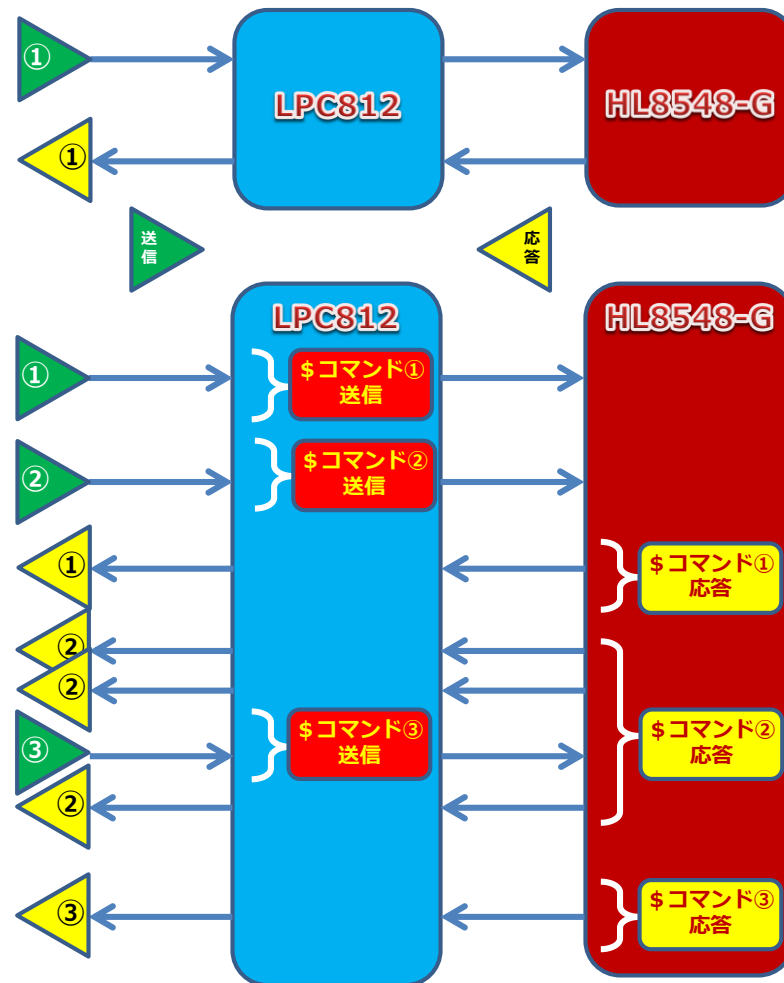 ①
LPC812
HL8548-G
①
送
信
応
答
LPC812
HL8548-G
①
$コマンド①
送信
②
$コマンド②
送信
①
$コマンド①
応答
②
②
③
$コマンド③
送信
$コマンド②
応答
②
③
$コマンド③
応答